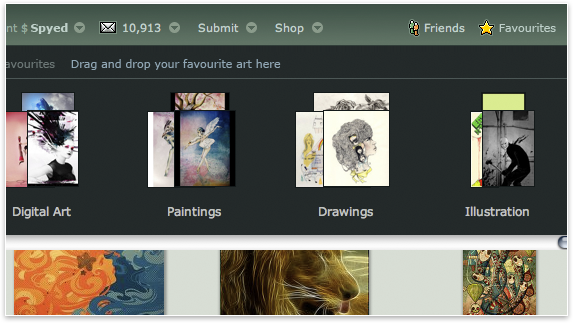 nt $ Spyed 10,913 Submit Shop Friends Favourites
avourites Drag and drop your favourite art here
Digital Art Paintings Drawings Illustration